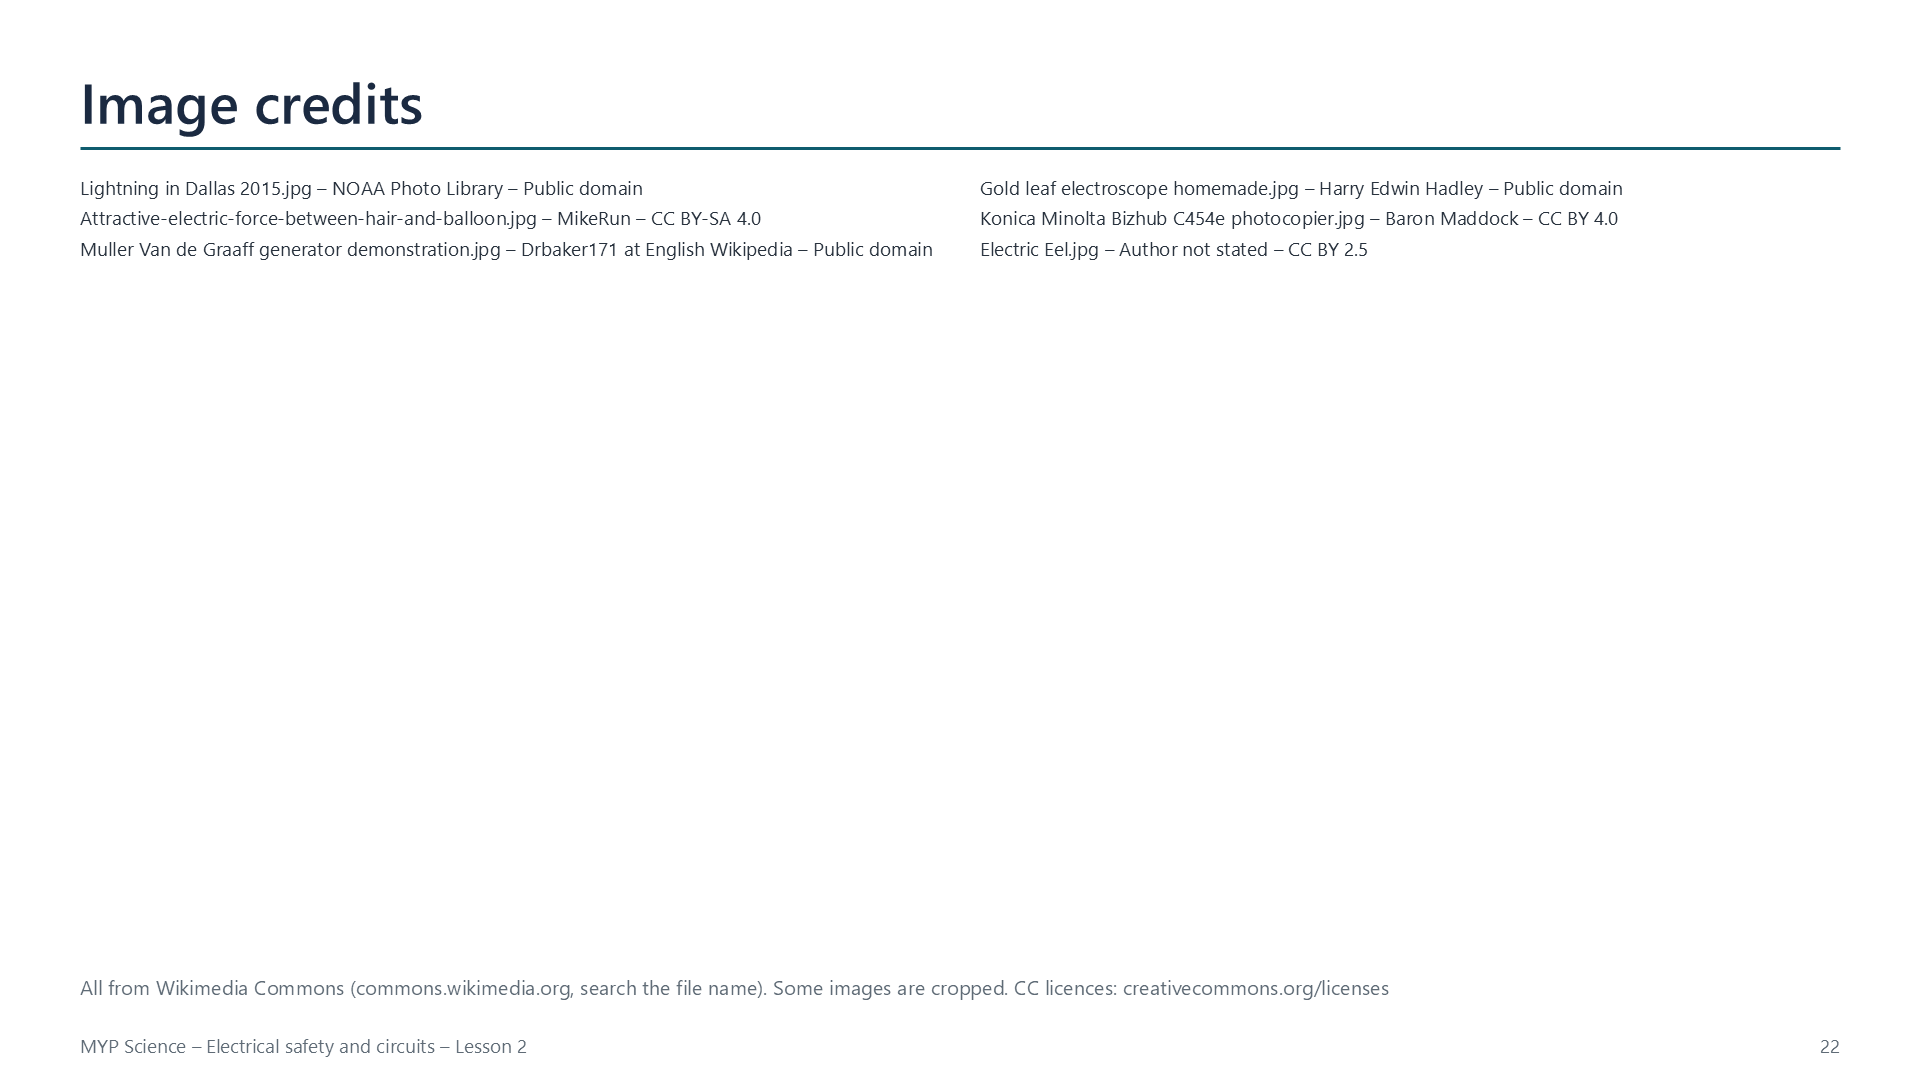 Image credits
Lightning in Dallas 2015.jpg – NOAA Photo Library – Public domain
Attractive-electric-force-between-hair-and-balloon.jpg – MikeRun – CC BY-SA 4.0
Muller Van de Graaff generator demonstration.jpg – Drbaker171 at English Wikipedia – Public domain
Gold leaf electroscope homemade.jpg – Harry Edwin Hadley – Public domain
Konica Minolta Bizhub C454e photocopier.jpg – Baron Maddock – CC BY 4.0
Electric Eel.jpg – Author not stated – CC BY 2.5
All from Wikimedia Commons (commons.wikimedia.org, search the file name). Some images are cropped. CC licences: creativecommons.org/licenses
MYP Science – Electrical safety and circuits – Lesson 2
22